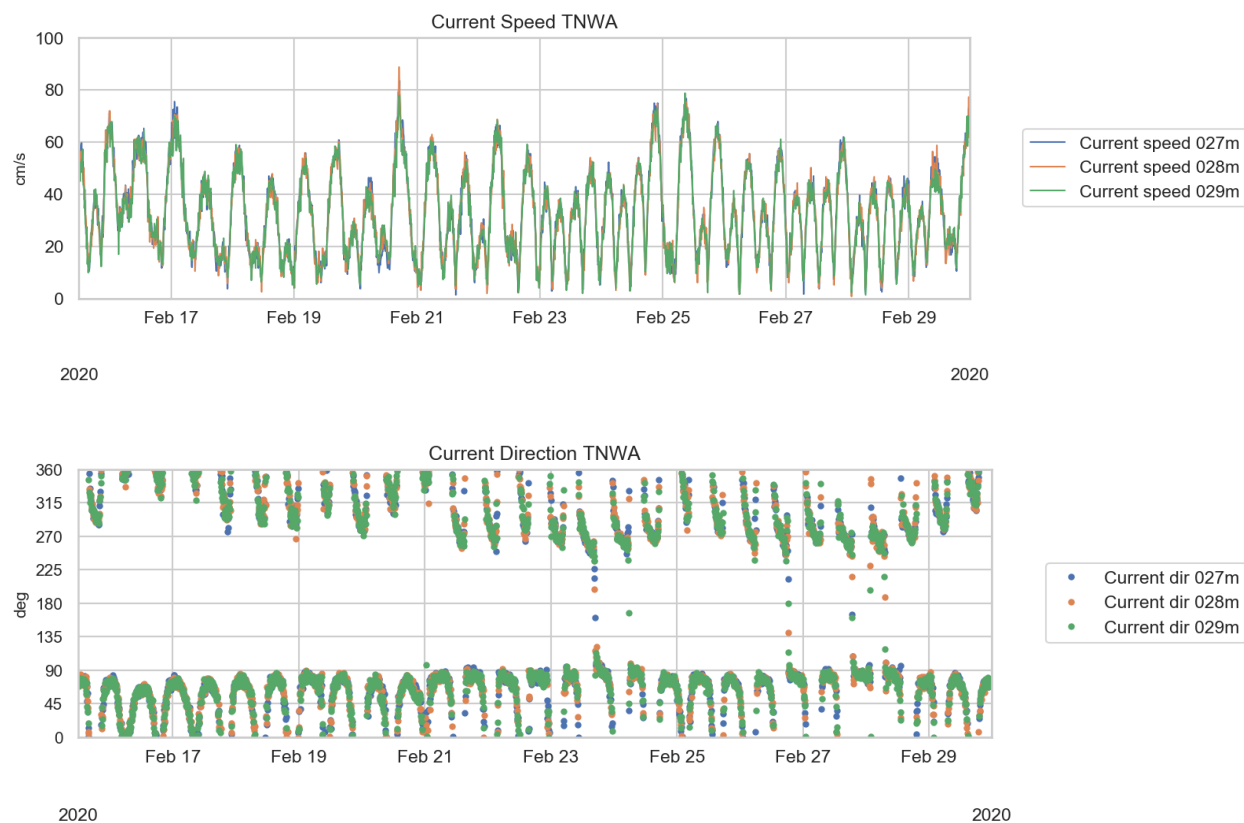 Current Speed TNWA
100
80
60
40
20
0
cm/s
Feb 17 Feb 19 Feb 21 Feb 23 Feb 25 Feb 27 Feb 29
2020 2020
Current speed 027m
Current speed 028m
Current speed 029m
Current Direction TNWA
360
315
270
225
180
135
90
45
0
deg
Feb 17 Feb 19 Feb 21 Feb 23 Feb 25 Feb 27 Feb 29
2020 2020
Current dir 027m
Current dir 028m
Current dir 029m